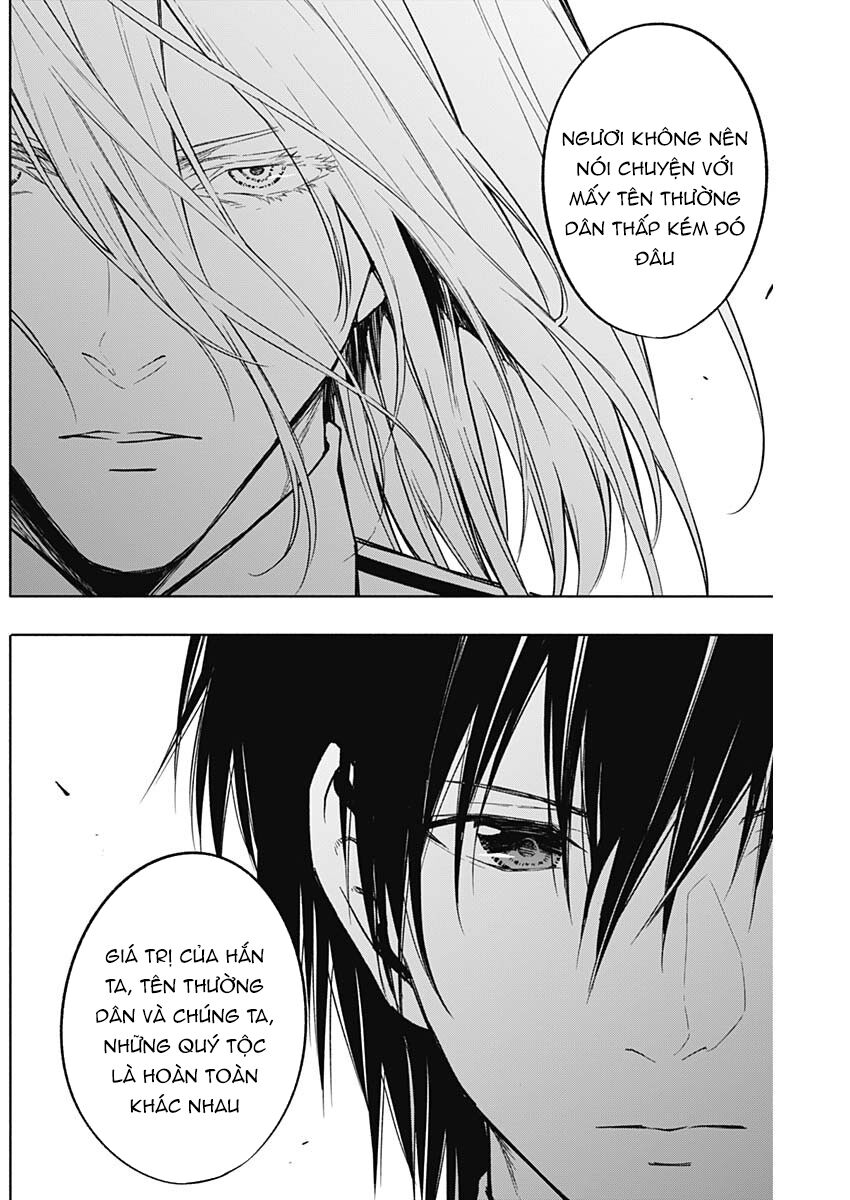 NGƯƠI KHÔNG NÊN
NÓI CHUYỆN VỚI
MẤY TÊN THƯỜNG
DÂN THẤP KÉM ĐÓ
ĐÂU
GIÁ TRỊ CỦA HẮN
TA, TÊN THƯỜNG
DÂN VÀ CHÚNG TA,
NHỮNG QUÝ TỘC
LÀ HOÀN TOÀN
KHÁC NHAU